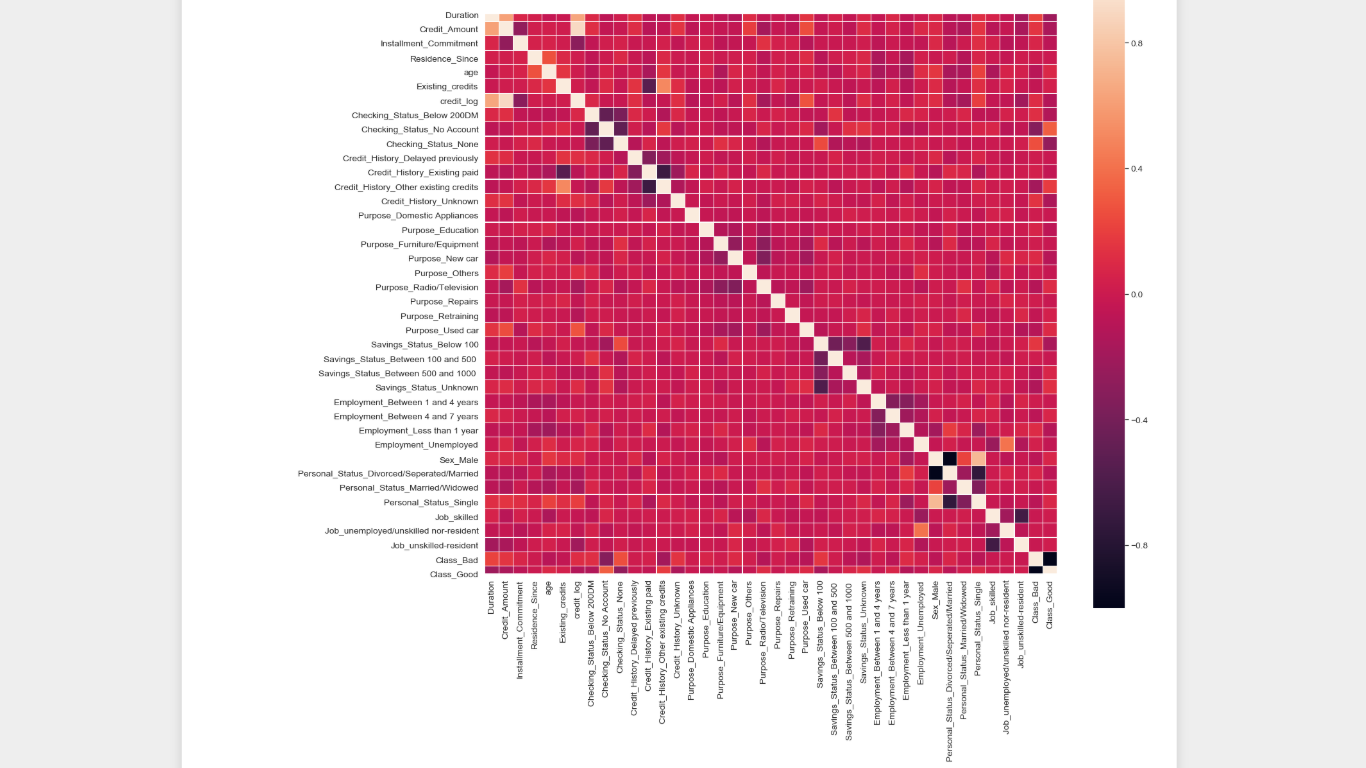 Duration
Credit_Amount
Installment_Commitment
Residence_Since
age
Existing_credits
credit_log
Checking_Status_Below 200DM
Checking_Status_No Account
Checking_Status_None
Credit_History_Delayed previously
Credit_History_Existing paid
Credit_History_Other existing credits
Credit_History_Unknown
Purpose_Domestic Appliances
Purpose_Education
Purpose_Furniture/Equipment
Purpose_New car
Purpose_Others
Purpose_Radio/Television
Purpose_Repairs
Purpose_Retraining
Purpose_Used car
Savings_Status_Below 100
Savings_Status_Between 100 and 500
Savings_Status_Between 500 and 1000
Savings_Status_Unknown
Employment_Between 1 and 4 years
Employment_Between 4 and 7 years
Employment_Less than 1 year
Employment_Unemployed
Sex_Male
Personal_Status_Divorced/Seperated/Married
Personal_Status_Married/Widowed
Personal_Status_Single
Job_skilled
Job_unemployed/unskilled nor-resident
Job_unskilled-resident
Class_Bad
Class_Good
Duration
Credit_Amount
Installment_Commitment
Residence_Since
age
Existing_credits
credit_log
Checking_Status_Below 200DM
Checking_Status_No Account
Checking_Status_None
Credit_History_Delayed previously
Credit_History_Existing paid
Credit_History_Other existing credits
Credit_History_Unknown
Purpose_Domestic Appliances
Purpose_Education
Purpose_Furniture/Equipment
Purpose_New car
Purpose_Others
Purpose_Radio/Television
Purpose_Repairs
Purpose_Retraining
Purpose_Used car
Savings_Status_Below 100
Savings_Status_Between 100 and 500
Savings_Status_Between 500 and 1000
Savings_Status_Unknown
Employment_Between 1 and 4 years
Employment_Between 4 and 7 years
Employment_Less than 1 year
Employment_Unemployed
Sex_Male
Personal_Status_Divorced/Seperated/Married
Personal_Status_Married/Widowed
Personal_Status_Single
Job_skilled
Job_unemployed/unskilled nor-resident
Job_unskilled-resident
Class_Bad
Class_Good
0.8
0.4
0.0
−0.4
−0.8